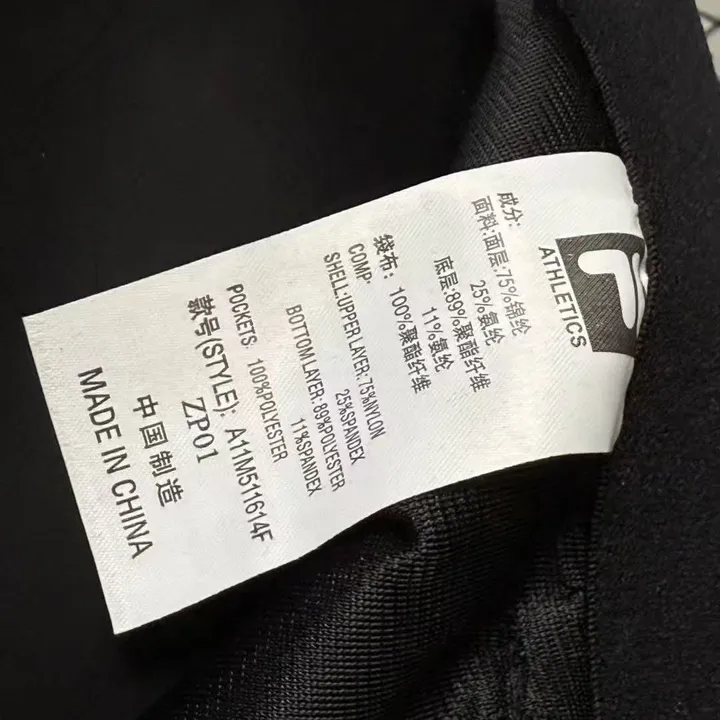 F
ATHLETICS
成分:
面料:面层:75%锦纶
25%氨纶
底层:89%聚酯纤维
11%氨纶
袋布: 100%聚酯纤维
COMP:
SHELL:UPPER LAYER:75%NYLON
25%SPANDEX
BOTTOM LAYER: 89%POLYESTER
11%SPANDEX
POCKETS: 100%POLYESTER
款号(STYLE): A11M511614F
ZP01
中国制造
MADE IN CHINA